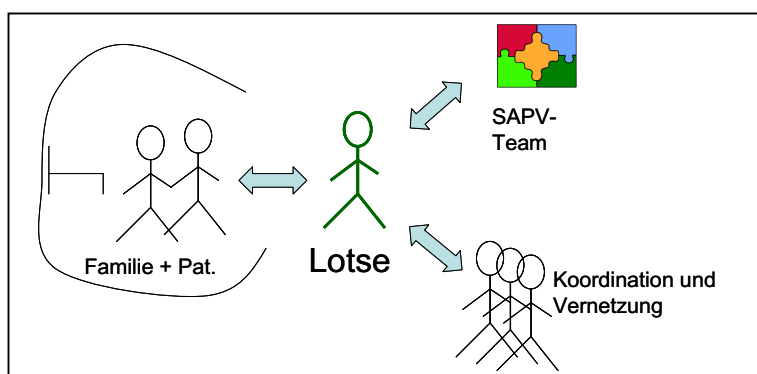 SAPV-
Team
Familie + Pat.
Lotse
Koordination und
Vernetzung